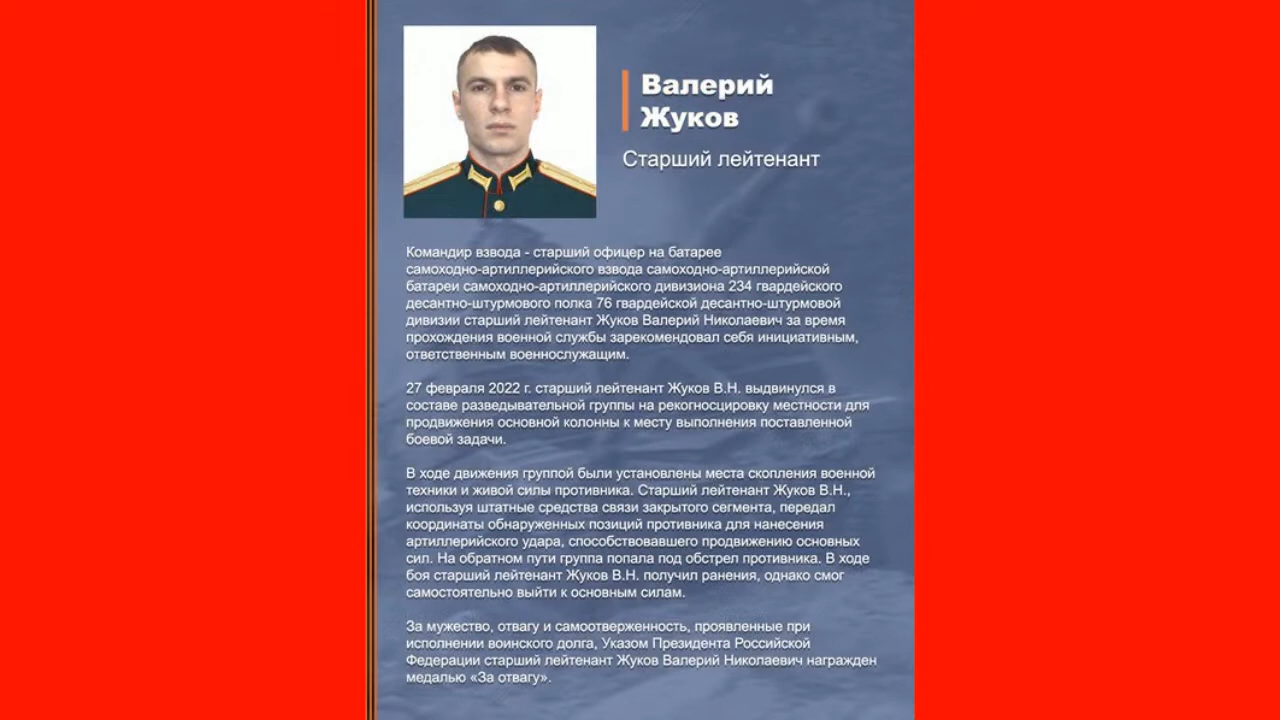 Валерий
Жуков
Старший лейтенант
Командир взвода - старший офицер на батарее
самоходно-артиллерийского взвода самоходно-артиллерийской
батареи самоходно-артиллерийского дивизиона 234 гвардейского
десантно-штурмового полка 76 гвардейской десантно-штурмовой
дивизии старший лейтенант Жуков Валерий Николаевич за время
прохождения военной службы зарекомендовал себя инициативным,
ответственным военнослужащим.
27 февраля 2022 г. старший лейтенант Жуков В.Н. выдвинулся в
составе разведывательной группы на рекогносцировку местности для
продвижения основной колонны к месту выполнения поставленной
боевой задачи.
В ходе движения группой были установлены места скопления военной
техники и живой силы противника. Старший лейтенант Жуков В.Н.,
используя штатные средства связи закрытого сегмента, передал
координаты обнаруженных позиций противника для нанесения
артиллерийского удара, способствовавшего продвижению основных
сил. На обратном пути группа попала под обстрел противника. В ходе
боя старший лейтенант Жуков В.Н. получил ранения, однако смог
самостоятельно выйти к основным силам.
За мужество, отвагу и самоотверженность, проявленные при
исполнении воинского долга, Указом Президента Российской
Федерации старший лейтенант Жуков Валерий Николаевич награжден
медалью «За отвагу».